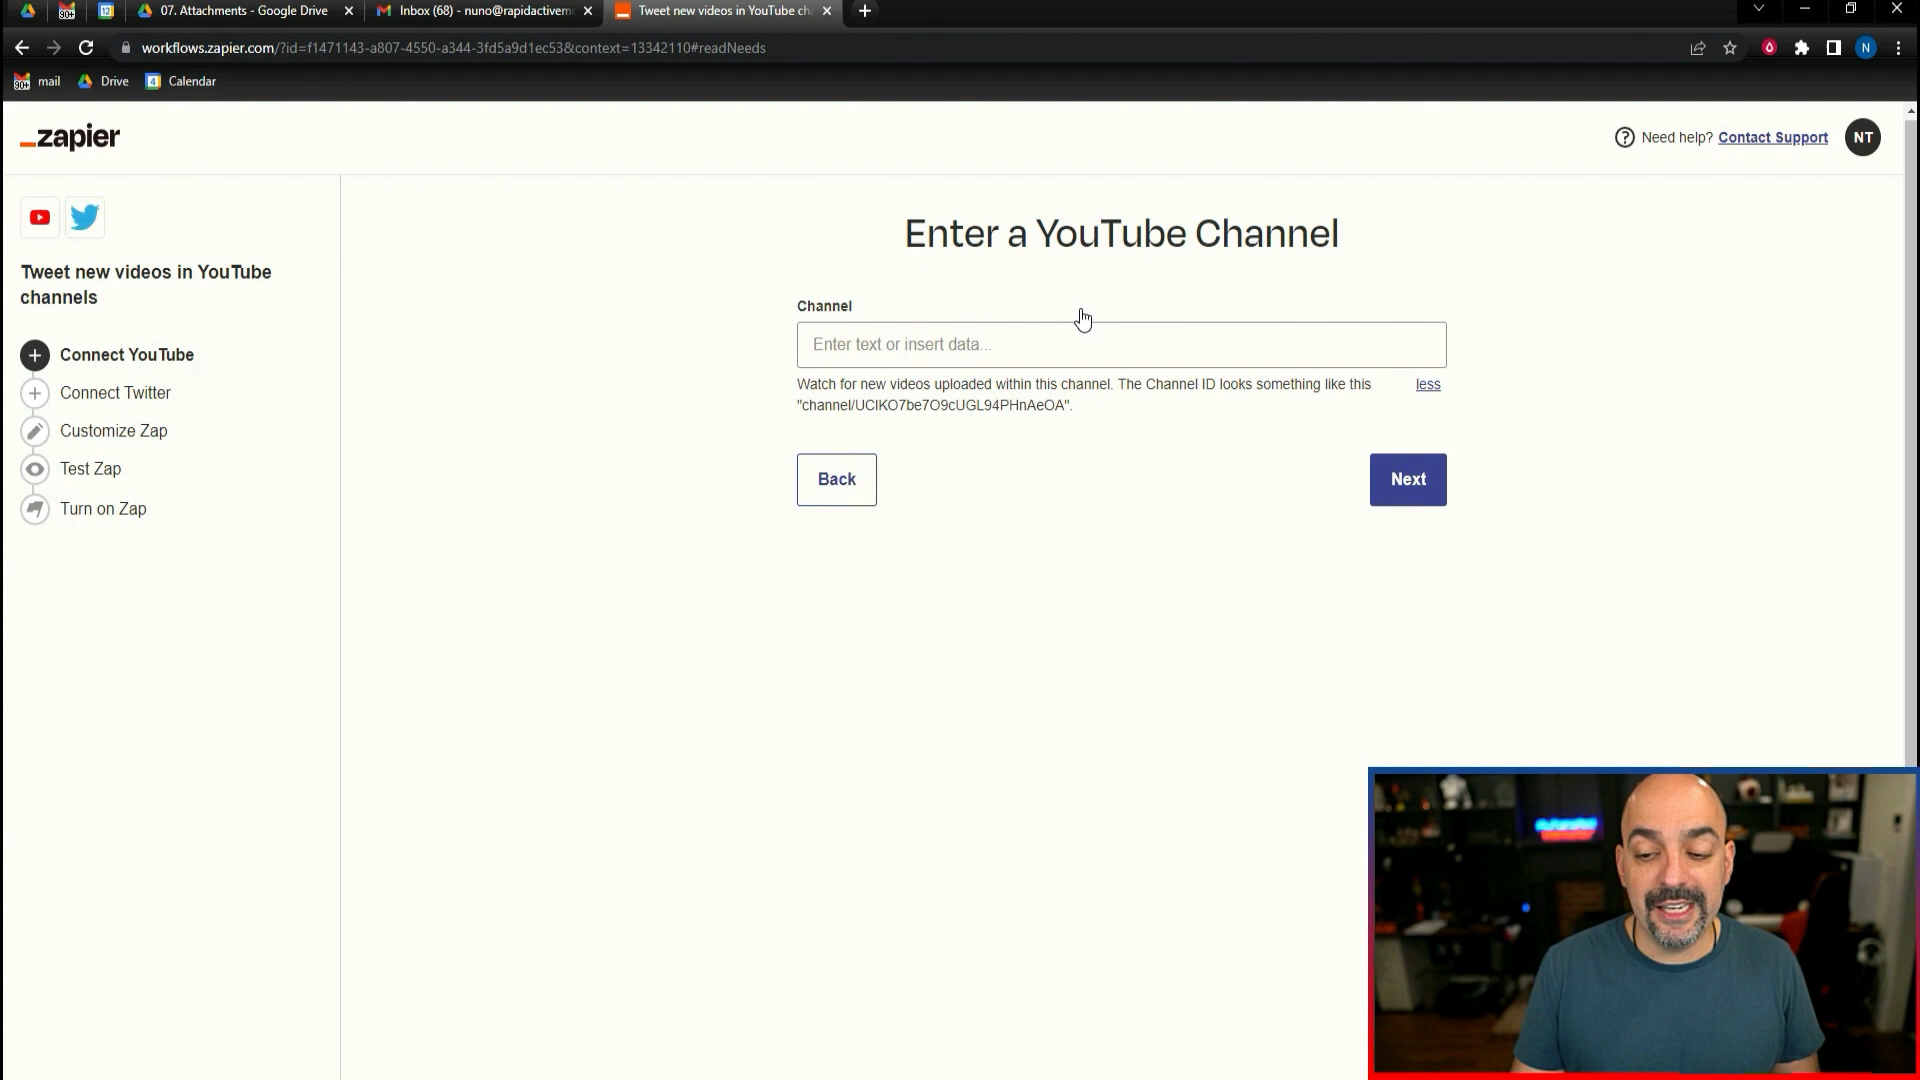 07. Attachments - Google Drive
Inbox (68) - nuno@rapidactivem
Tweet new videos in YouTube ch
workflows.zapier.com/?id=f1471143-a807-4550-a344-3fd5a9d1ec53&context=13342110#readNeeds
N
mail
Drive
Calendar
zapier
Need help? Contact Support
NT
Tweet new videos in YouTube
channels
Connect YouTube
Connect Twitter
Customize Zap
Test Zap
Turn on Zap
Enter a YouTube Channel
Channel
Enter text or insert data...
Watch for new videos uploaded within this channel. The Channel ID looks something like this
less
"channel/UCIKO7be7O9cUGL94PHnAeOA".
Back
Next